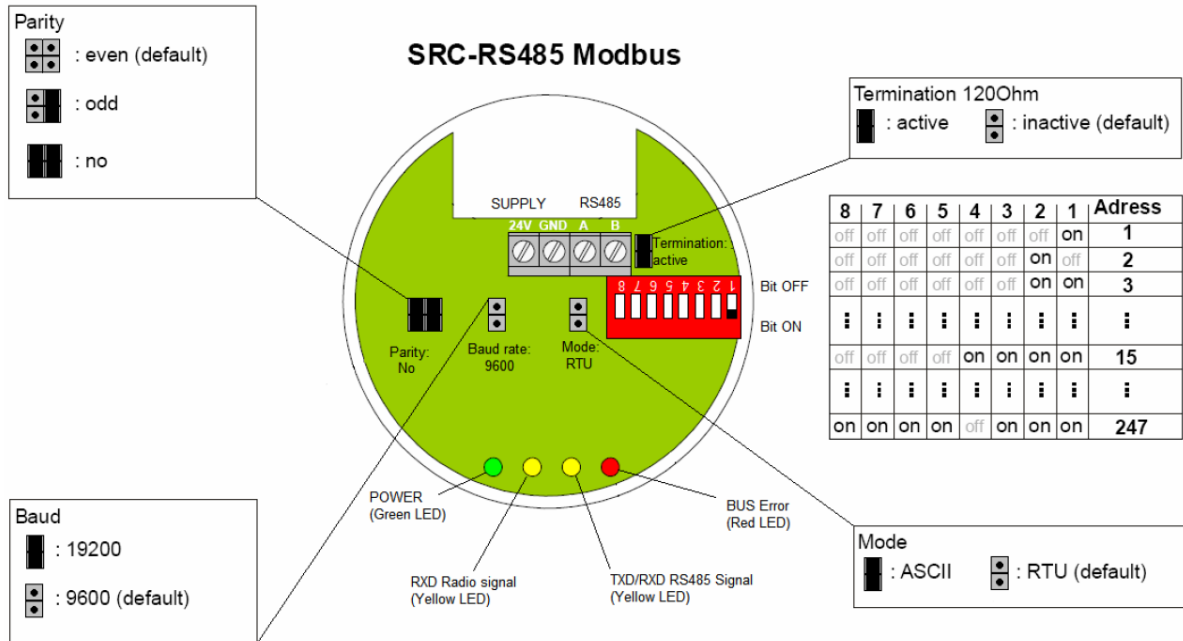 Parity
: even (default)
: odd
: no
SRC-RS485 Modbus
Termination 120Ohm
: active : inactive (default)
SUPPLY RS485
24V GND A B
Termination:
active
8 7 6 5 4 3 2 1
Bit OFF
Bit ON
Parity:
No
Baud rate:
9600
Mode:
RTU
8 7 6 5 4 3 2 1 Adress
off off off off off off off on 1
off off off off off off on off 2
off off off off off off on on 3
off off off off on on on on 15
on on on on off on on on 247
POWER
(Green LED)
RXD Radio signal
(Yellow LED)
TXD/RXD RS485 Signal
(Yellow LED)
BUS Error
(Red LED)
Baud
: 19200
: 9600 (default)
Mode
: ASCII : RTU (default)